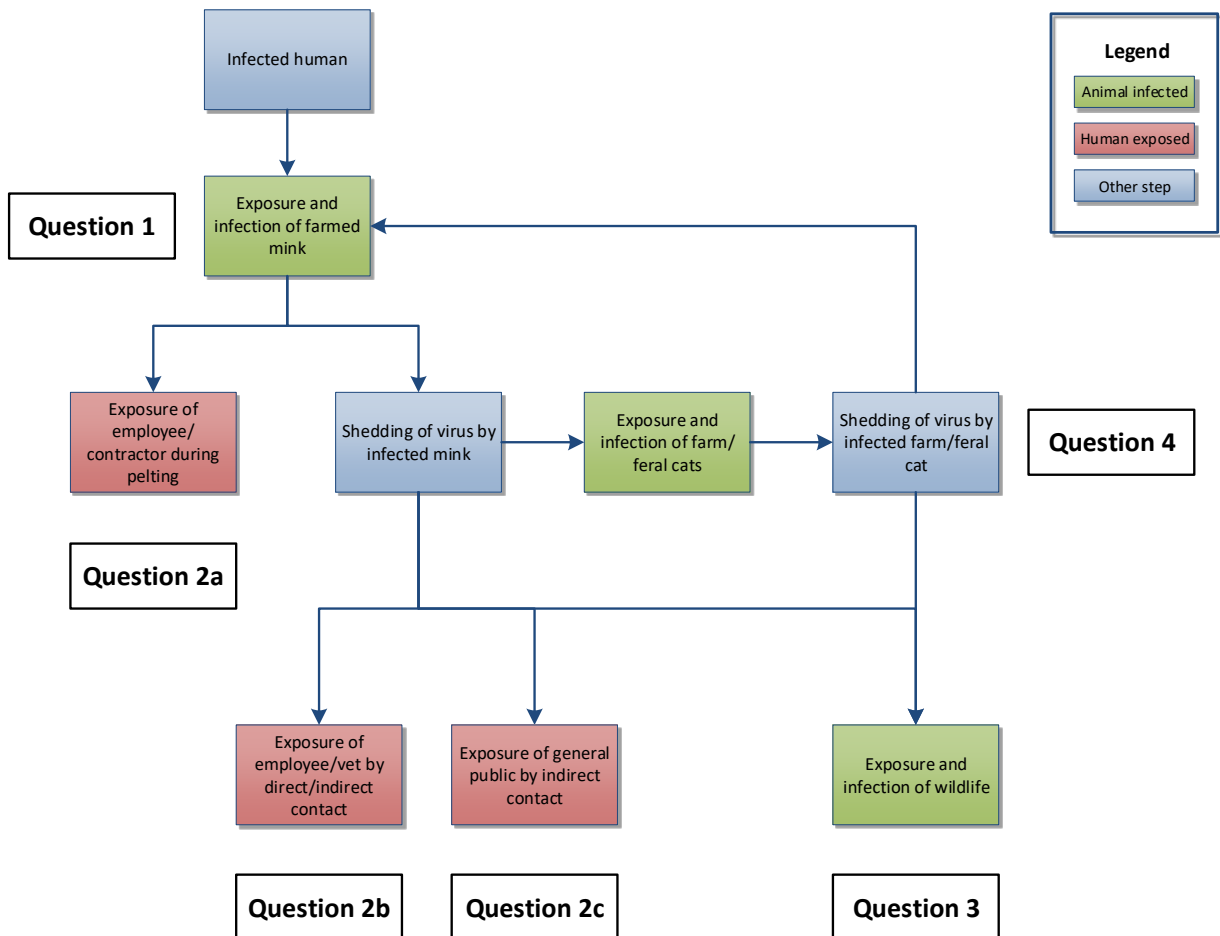 Infected human
Legend
Animal infected
Human exposed
Other step
Question 1
Exposure and
infection of farmed
mink
Exposure of
employee/
contractor during
pelting
Shedding of virus by
infected mink
Exposure and
infection of farm/
feral cats
Shedding of virus by
infected farm/feral
cat
Question 4
Question 2a
Exposure of
employee/vet by
direct/indirect
contact
Exposure of general
public by indirect
contact
Exposure and
infection of wildlife
Question 2b
Question 2c
Question 3